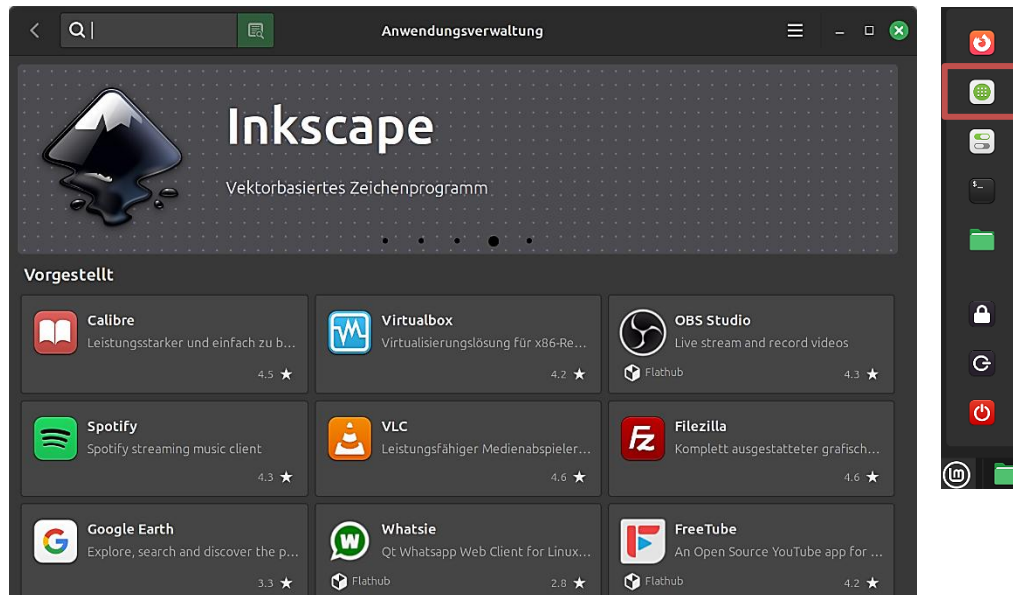 Anwendungsverwaltung
Inkscape
Vektorbasiertes Zeichenprogramm
Vorgestellt
Calibre
Leistungsstarker und einfach zu b...
4.5 ★
Virtualbox
Virtualisierungslösung für x86-Re...
4.2 ★
OBS Studio
Live stream and record videos
Flathub
4.3 ★
Spotify
Spotify streaming music client
4.3 ★
VLC
Leistungsfähiger Medienabspieler...
4.6 ★
Fz
Filezilla
Komplett ausgestatteter grafisch...
4.6 ★
G
Google Earth
Explore, search and discover the p...
3.3 ★
W
Whatsie
Qt Whatsapp Web Client for Linux...
Flathub
2.8 ★
FreeTube
An Open Source YouTube app for ...
Flathub
4.2 ★
$_
lm